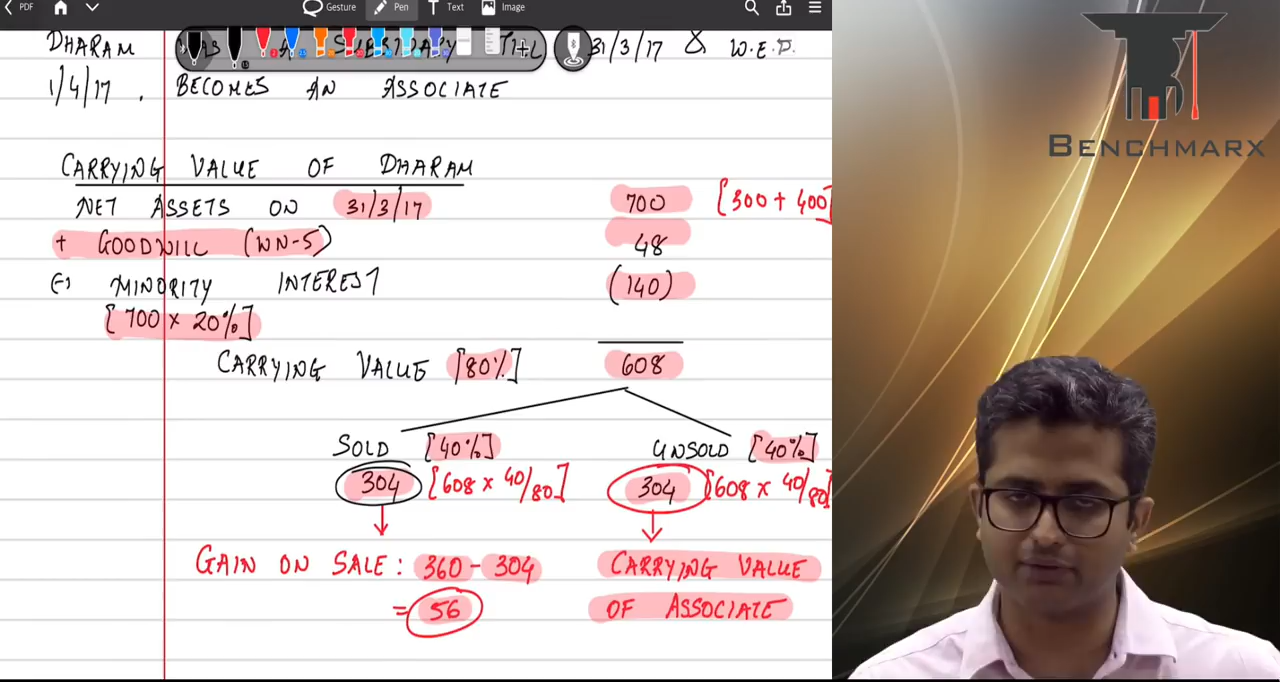 PDF
Gesture
Pen
Text
Image
DHARAM 31/3/17 & W.E.F.
1/4/17 . BECOMES AN ASSOCIATE
CARRYING VALUE OF DHARAM
NET ASSETS ON 31/3/17 700 [300 + 400]
+ GOODWILL (WN-5) 48
(-) MINORITY INTEREST (140)
[700 × 20%]
CARRYING VALUE [80%] 608
SOLD [40%] UNSOLD [40%]
304 [608 × 40/80] 304 [608 × 40/80]
GAIN ON SALE : 360 - 304 CARRYING VALUE
= 56 OF ASSOCIATE
BENCHMARX